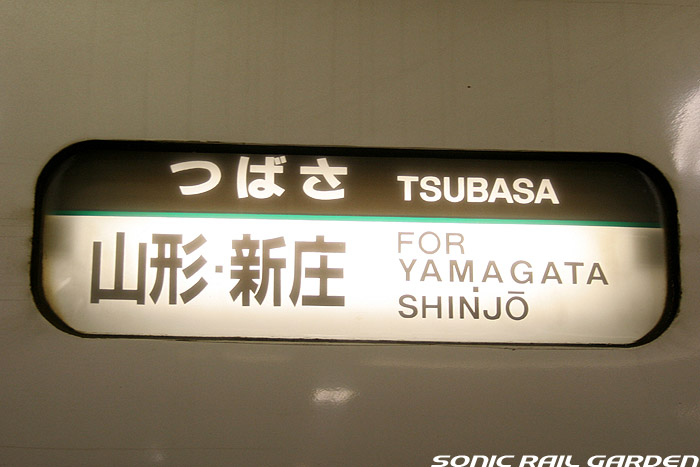 つばさ TSUBASA
山形・新庄
FOR
YAMAGATA
・
SHINJŌ
SONIC RAIL GARDEN